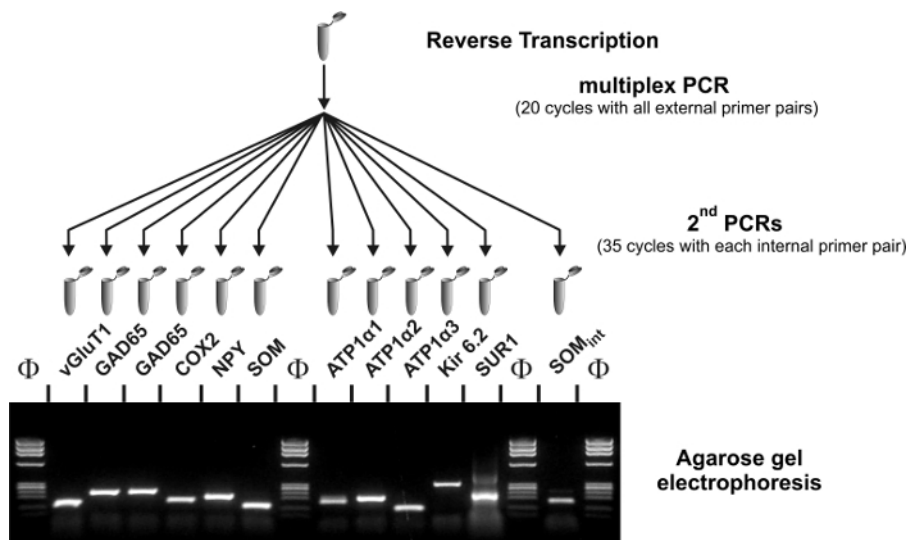 Reverse Transcription
multiplex PCR
(20 cycles with all external primer pairs)
2nd PCRs
(35 cycles with each internal primer pair)
Φ vGluT1 GAD65 GAD65 COX2 NPY SOM Φ ATP1α1 ATP1α2 ATP1α3 Kir 6.2 SUR1 Φ SOMint Φ
Agarose gel
electrophoresis